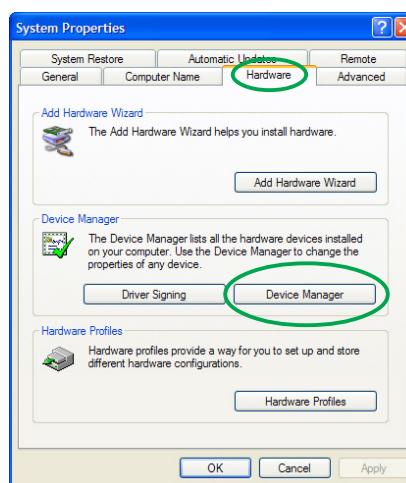 System Properties
System Restore Automatic Updates Remote
General Computer Name Hardware Advanced
Add Hardware Wizard
The Add Hardware Wizard helps you install hardware.
Add Hardware Wizard
Device Manager
The Device Manager lists all the hardware devices installed
on your computer. Use the Device Manager to change the
properties of any device.
Driver Signing Device Manager
Hardware Profiles
Hardware profiles provide a way for you to set up and store
different hardware configurations.
Hardware Profiles
OK Cancel Apply